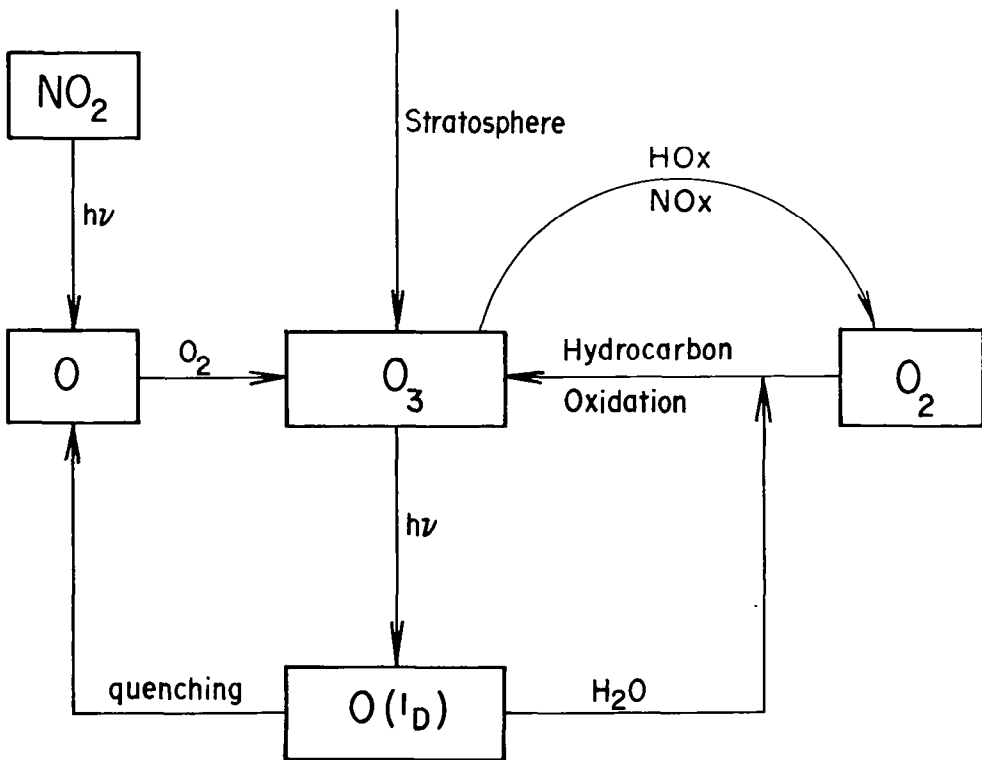 NO₂
Stratosphere
HOx
NOx
hν
O
O₂
O₃
Hydrocarbon
Oxidation
O₂
hν
quenching
O(¹D)
H₂O